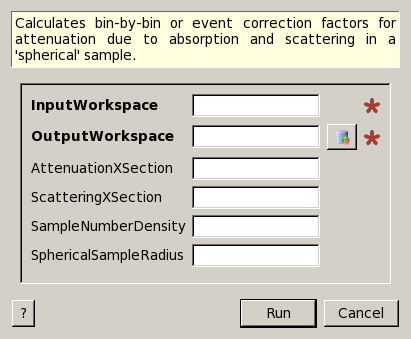 Calculates bin-by-bin or event correction factors for
attenuation due to absorption and scattering in a
'spherical' sample.
InputWorkspace
OutputWorkspace
AttenuationXSection
ScatteringXSection
SampleNumberDensity
SphericalSampleRadius
? Run Cancel